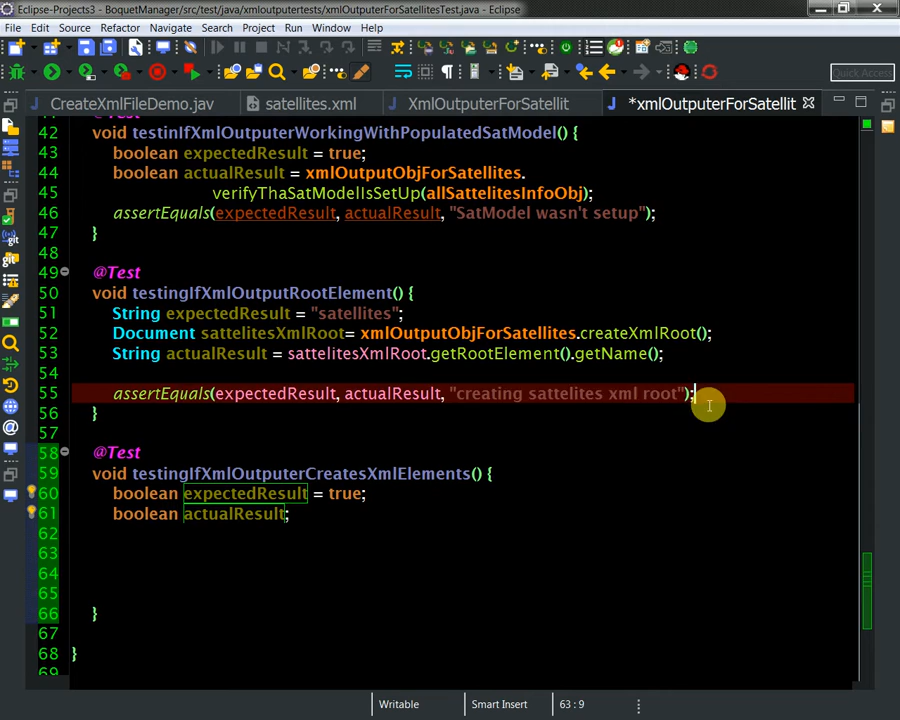 Eclipse-Projects3 - BoquetManager/src/test/java/xmloutputertests/xmlOutputerForSatellitesTest.java - Eclipse
File Edit Source Refactor Navigate Search Project Run Window Help
Quick Access
CreateXmlFileDemo.jav satellites.xml XmlOutputerForSatellit *xmlOutputerForSatellit
42 void testinIfXmlOutputerWorkingWithPopulatedSatModel() {
43 boolean expectedResult = true;
44 boolean actualResult = xmlOutputObjForSatellites.
45 verifyThaSatModelIsSetUp(allSattelitesInfoObj);
46 assertEquals(expectedResult, actualResult, "SatModel wasn't setup");
47 }
48
49 @Test
50 void testingIfXmlOutputRootElement() {
51 String expectedResult = "satellites";
52 Document sattelitesXmlRoot= xmlOutputObjForSatellites.createXmlRoot();
53 String actualResult = sattelitesXmlRoot.getRootElement().getName();
54
55 assertEquals(expectedResult, actualResult, "creating sattelites xml root");
56 }
57
58 @Test
59 void testingIfXmlOutputerCreatesXmlElements() {
60 boolean expectedResult = true;
61 boolean actualResult;
62
63
64
65
66 }
67
68 }
69
Writable Smart Insert 63 : 9